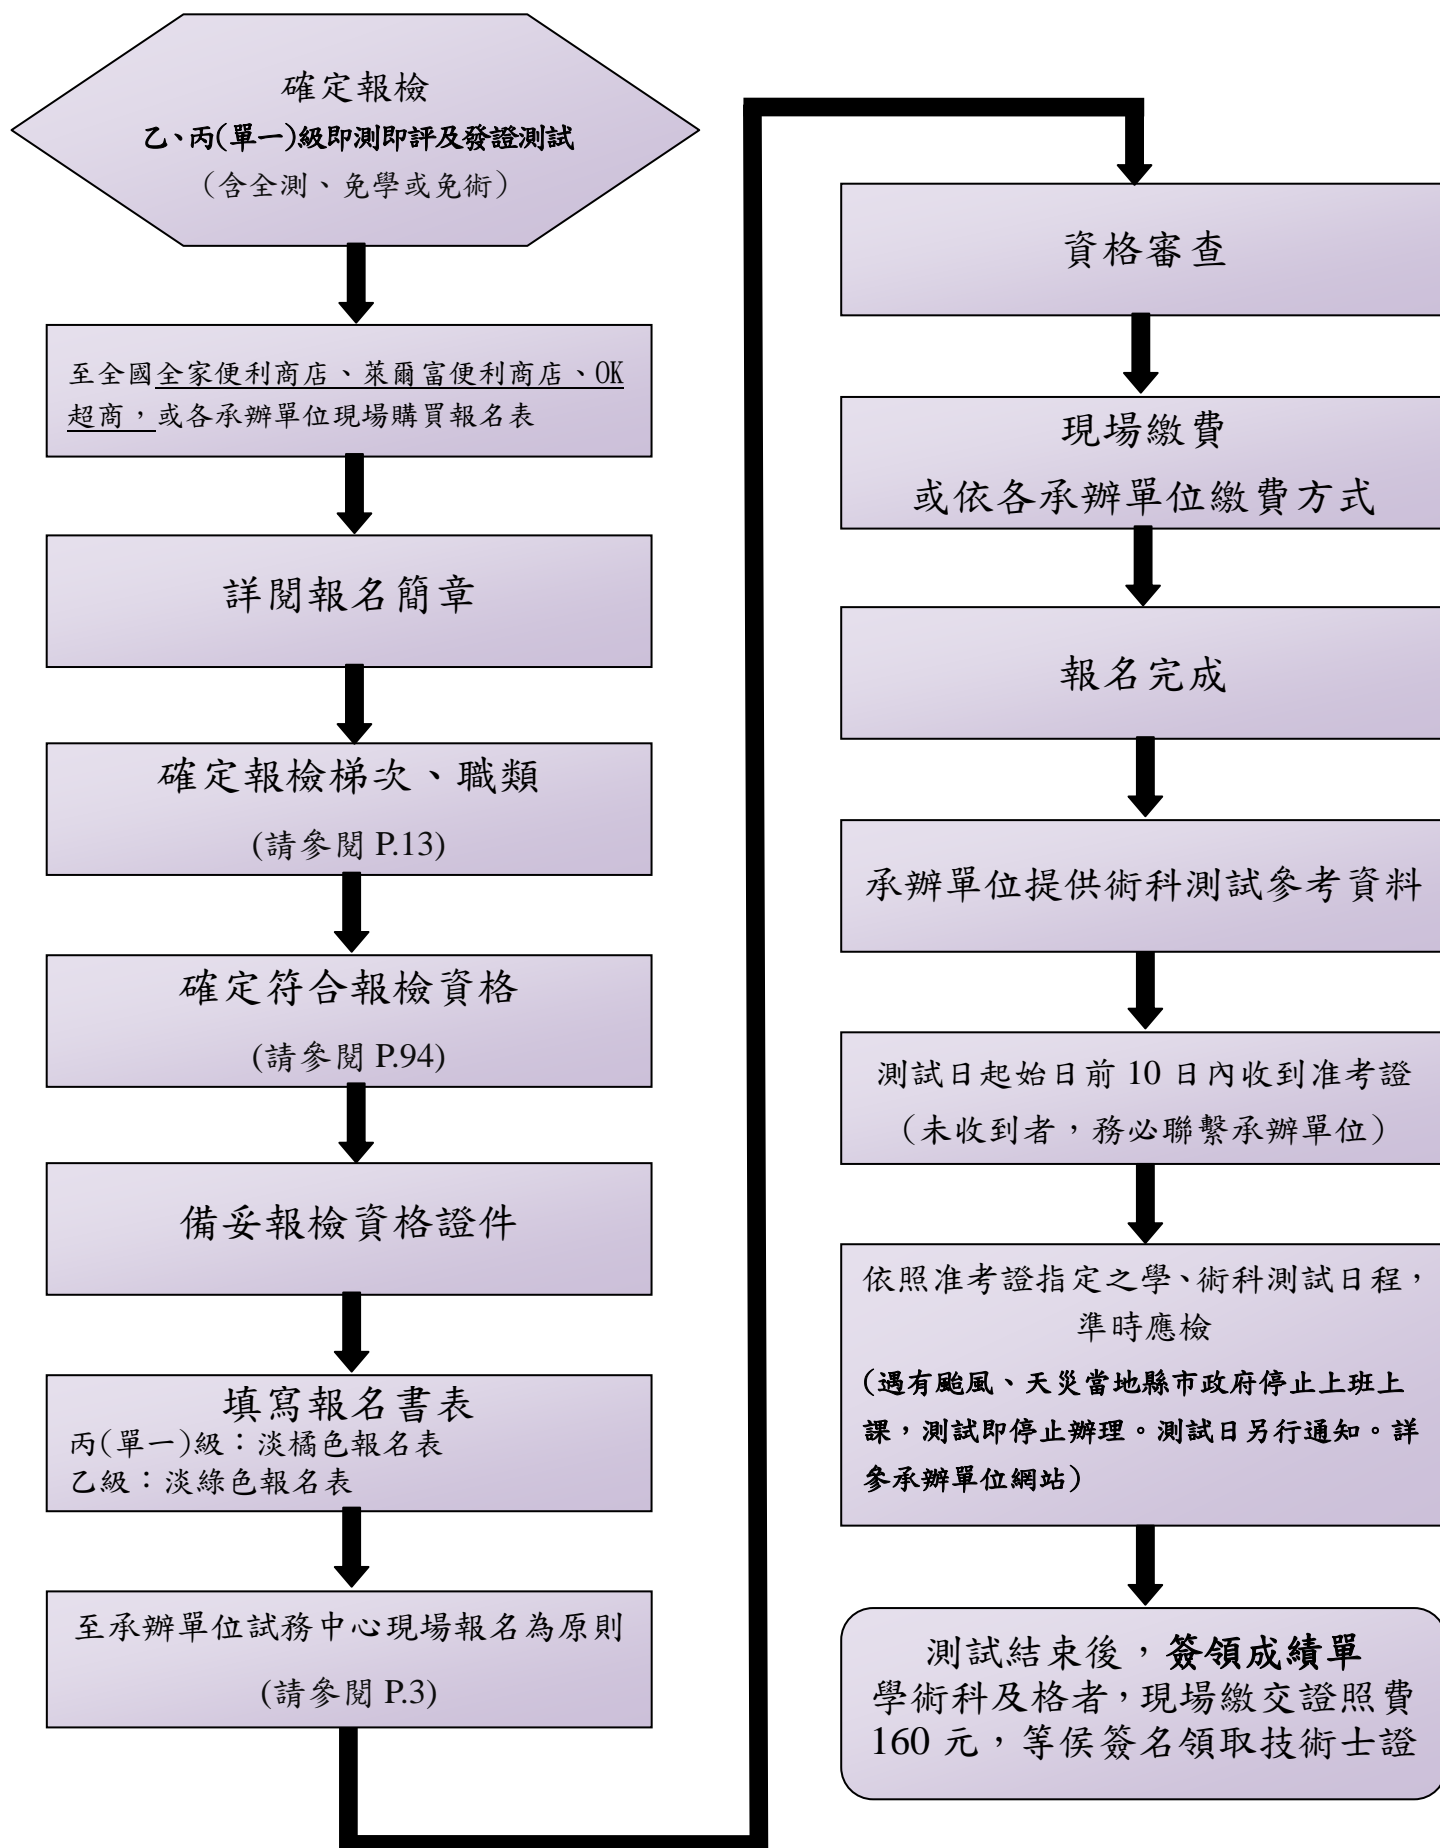 確定報檢
乙、丙(單一)級即測即評及發證測試
（含全測、免學或免術）
至全國全家便利商店、萊爾富便利商店、OK
超商，或各承辦單位現場購買報名表
詳閱報名簡章
確定報檢梯次、職類
(請參閱 P.13)
確定符合報檢資格
(請參閱 P.94)
備妥報檢資格證件
填寫報名書表
丙(單一)級：淡橘色報名表
乙級：淡綠色報名表
至承辦單位試務中心現場報名為原則
(請參閱 P.3)
資格審查
現場繳費
或依各承辦單位繳費方式
報名完成
承辦單位提供術科測試參考資料
測試日起始日前 10 日內收到准考證
（未收到者，務必聯繫承辦單位）
依照准考證指定之學、術科測試日程，
準時應檢
(遇有颱風、天災當地縣市政府停止上班上
課，測試即停止辦理。測試日另行通知。詳
參承辦單位網站)
測試結束後，簽領成績單
學術科及格者，現場繳交證照費
160 元，等侯簽名領取技術士證